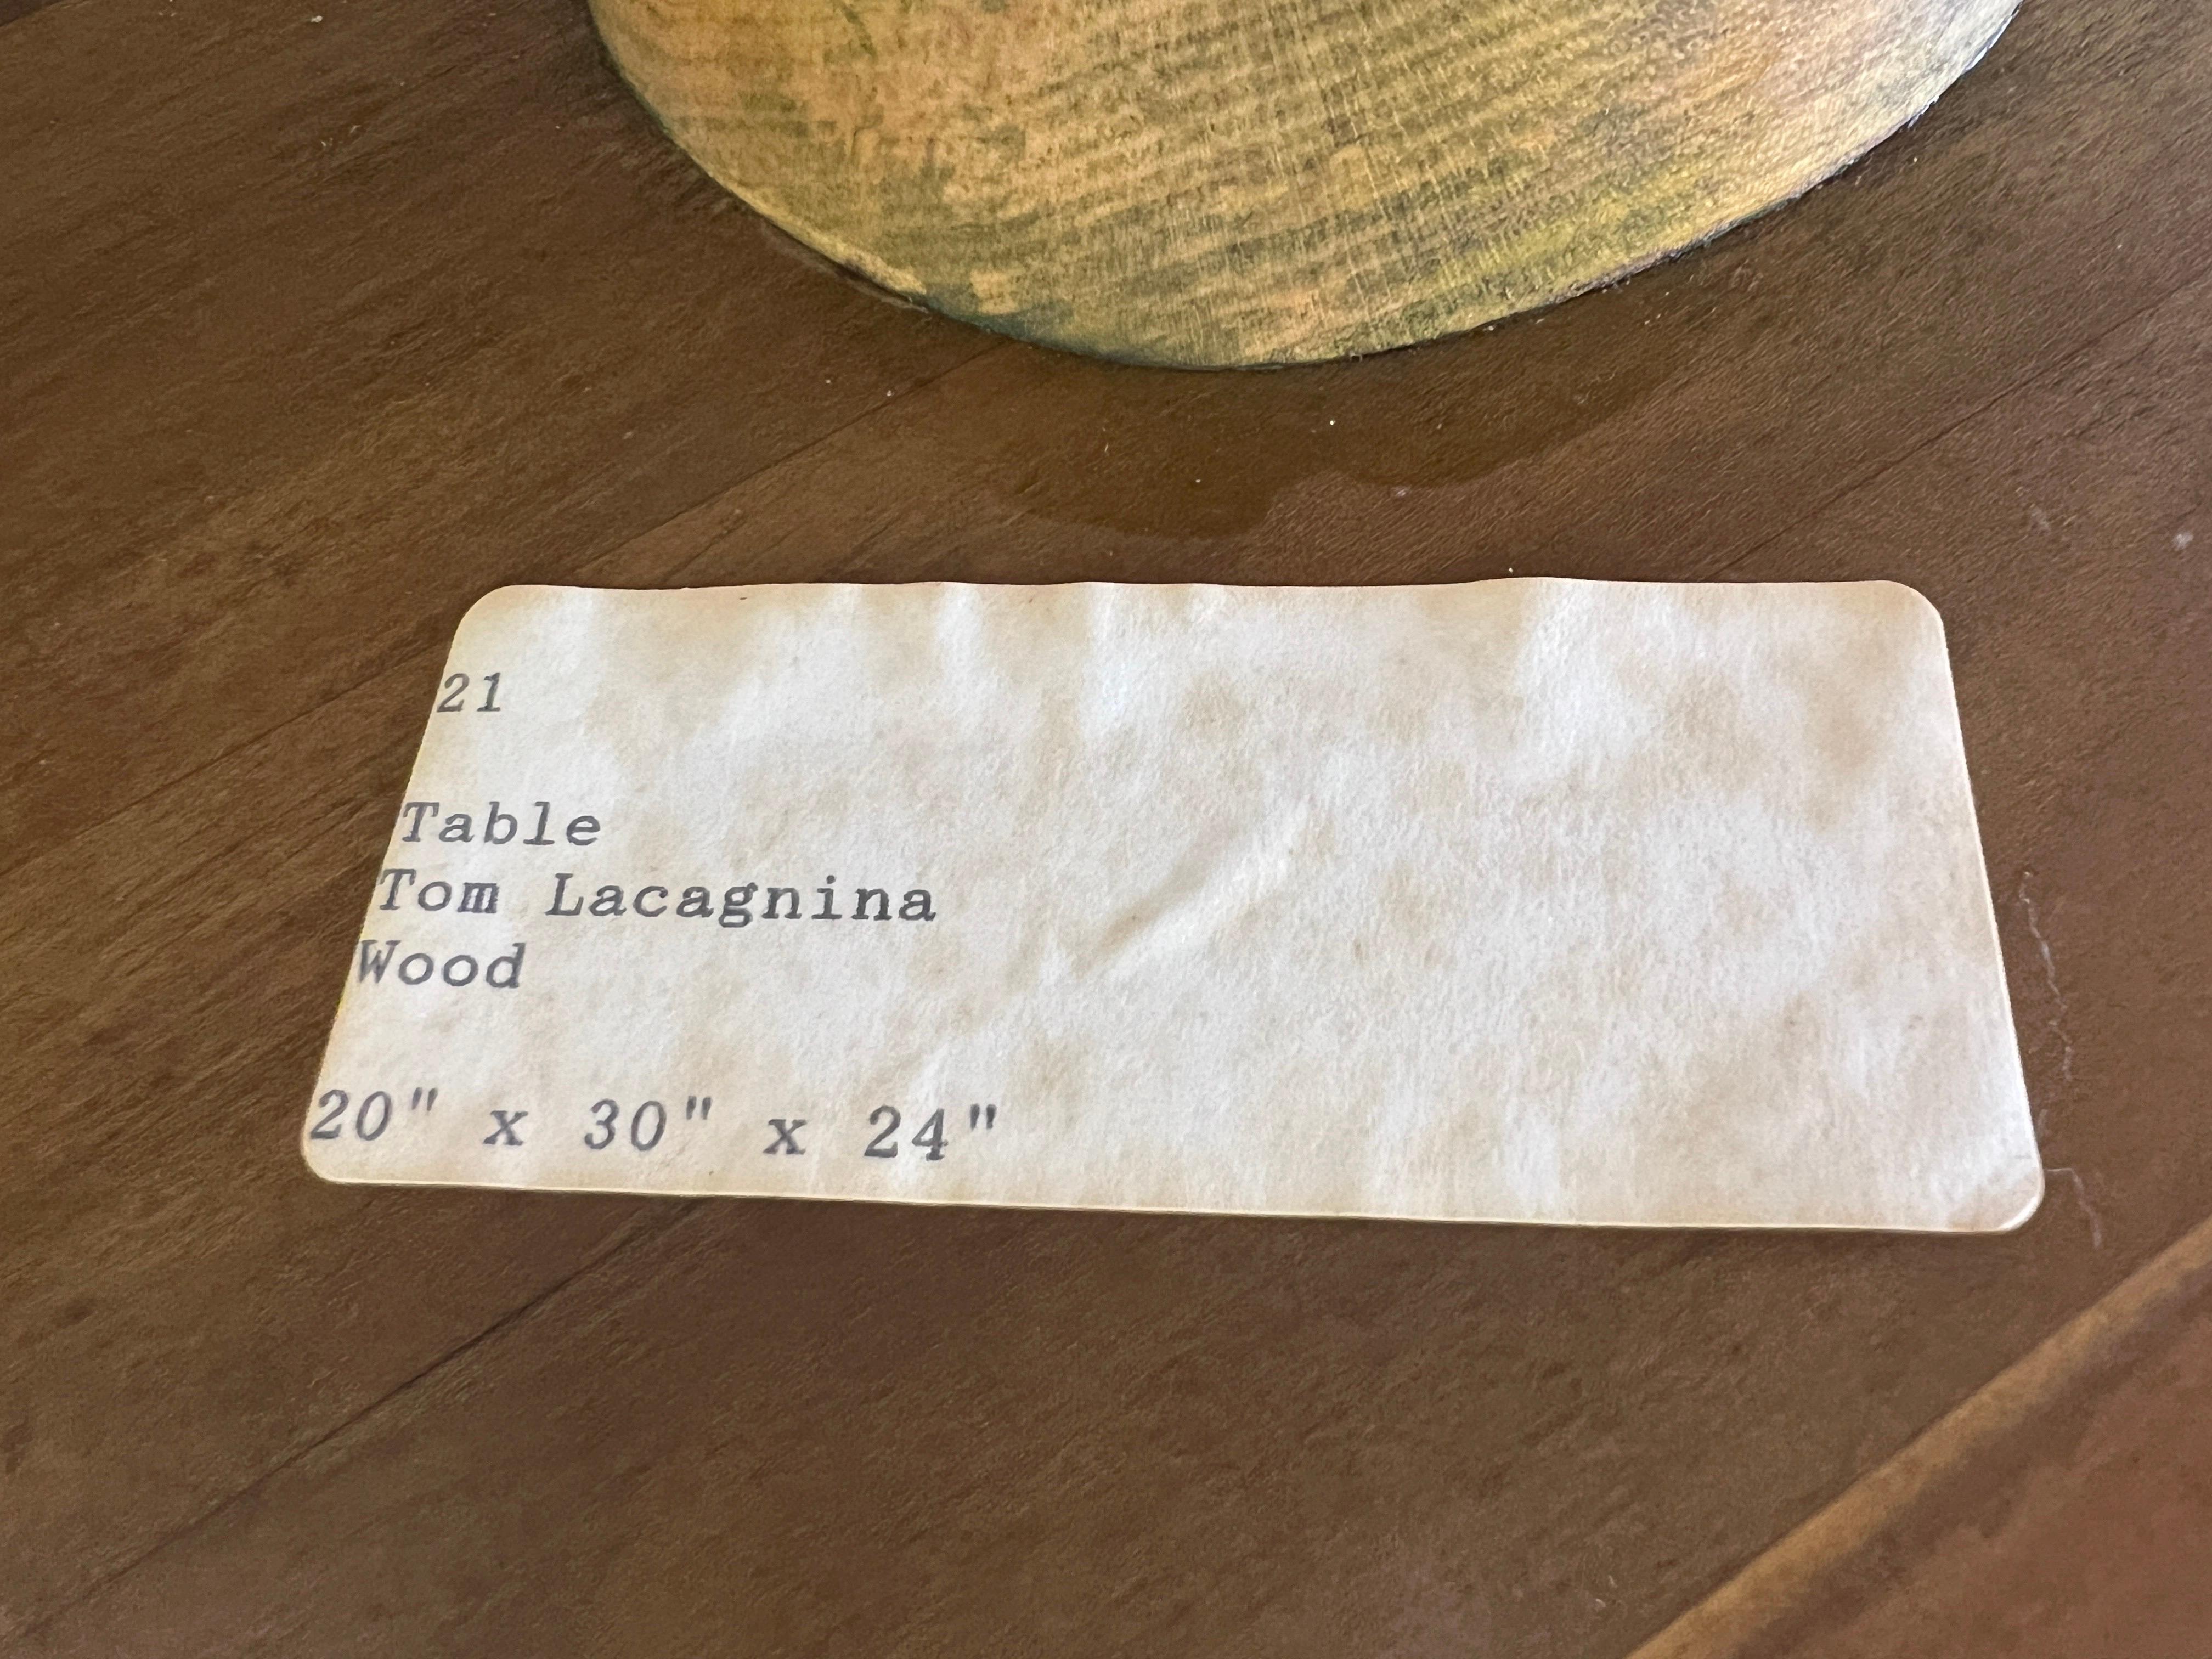 21
Table
Tom Lacagnina
Wood
20" x 30" x 24"